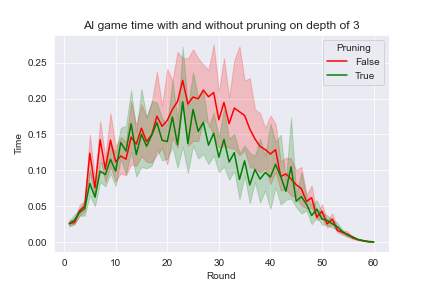 AI game time with and without pruning on depth of 3
Pruning
False
True
0.25
0.20
0.15
0.10
0.05
0.00
Time
0 10 20 30 40 50 60
Round